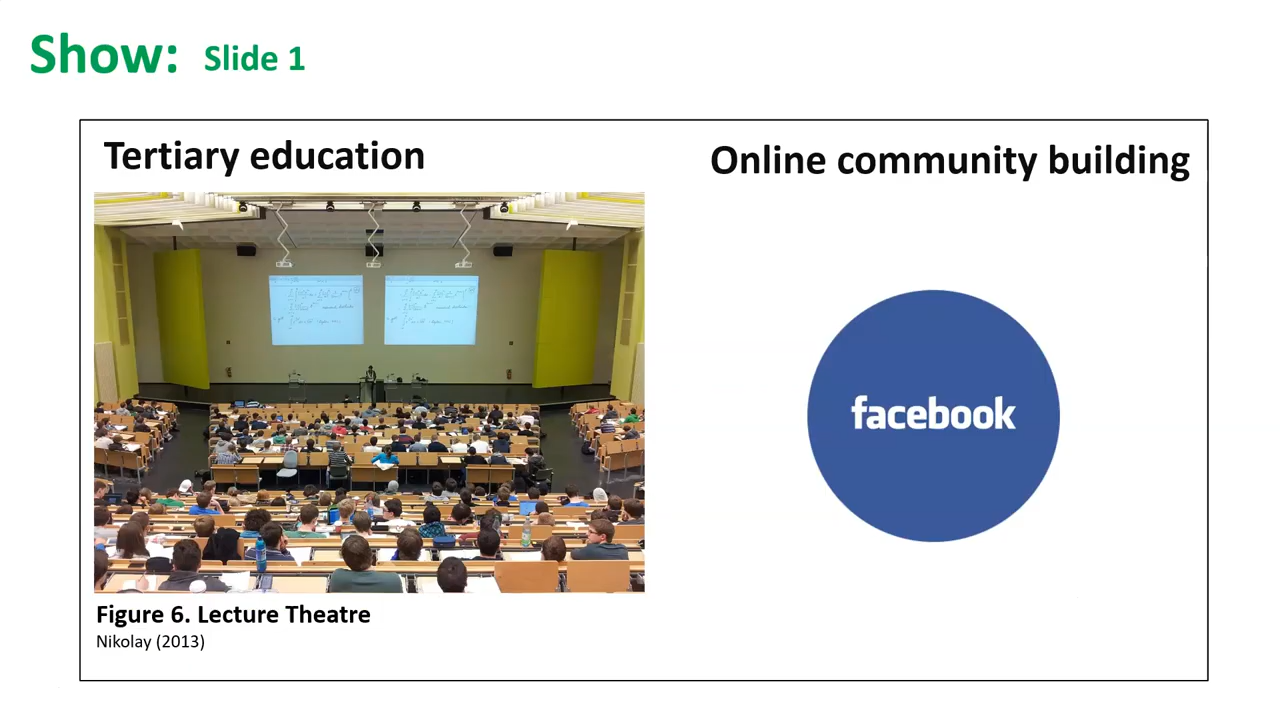 Show: Slide 1
Tertiary education
Online community building
facebook
Figure 6. Lecture Theatre
Nikolay (2013)